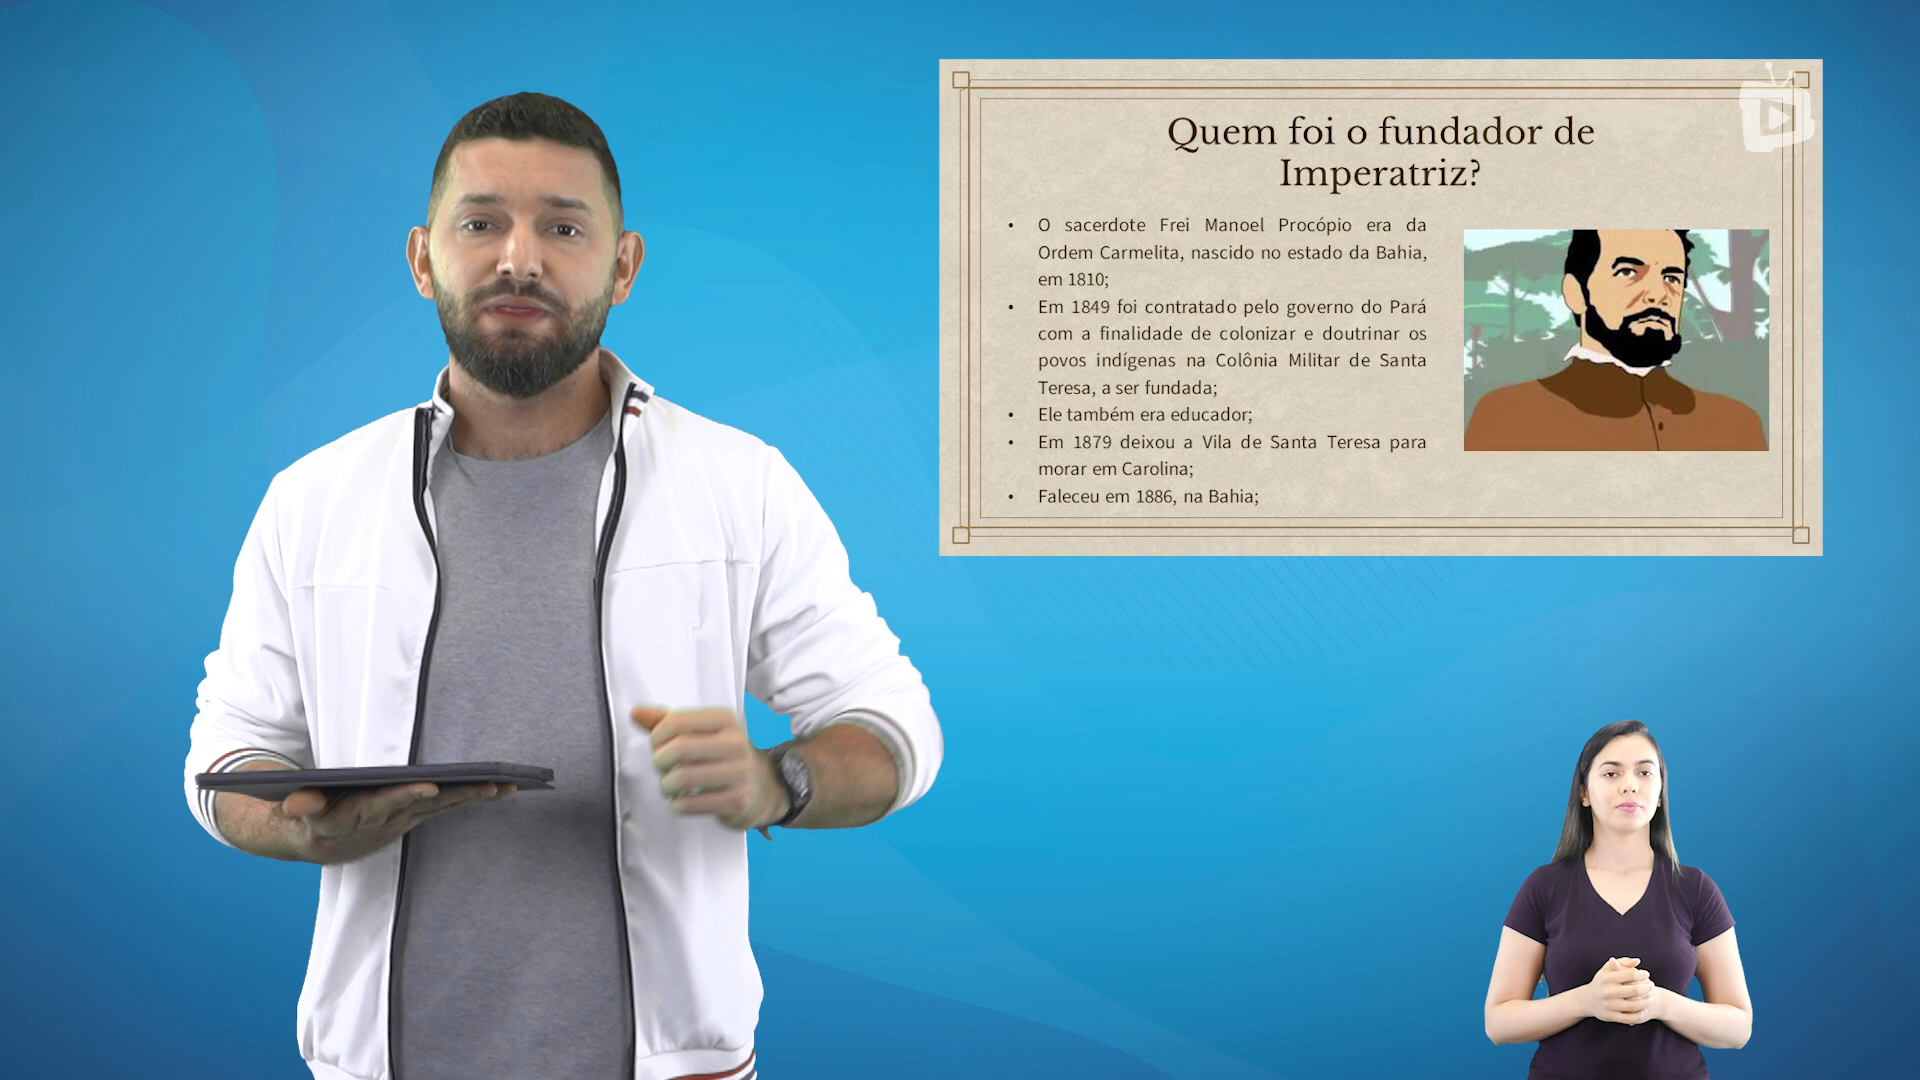 Quem foi o fundador de
Imperatriz?
• O sacerdote Frei Manoel Procópio era da
Ordem Carmelita, nascido no estado da Bahia,
em 1810;
• Em 1849 foi contratado pelo governo do Pará
com a finalidade de colonizar e doutrinar os
povos indígenas na Colônia Militar de Santa
Teresa, a ser fundada;
• Ele também era educador;
• Em 1879 deixou a Vila de Santa Teresa para
morar em Carolina;
• Faleceu em 1886, na Bahia;